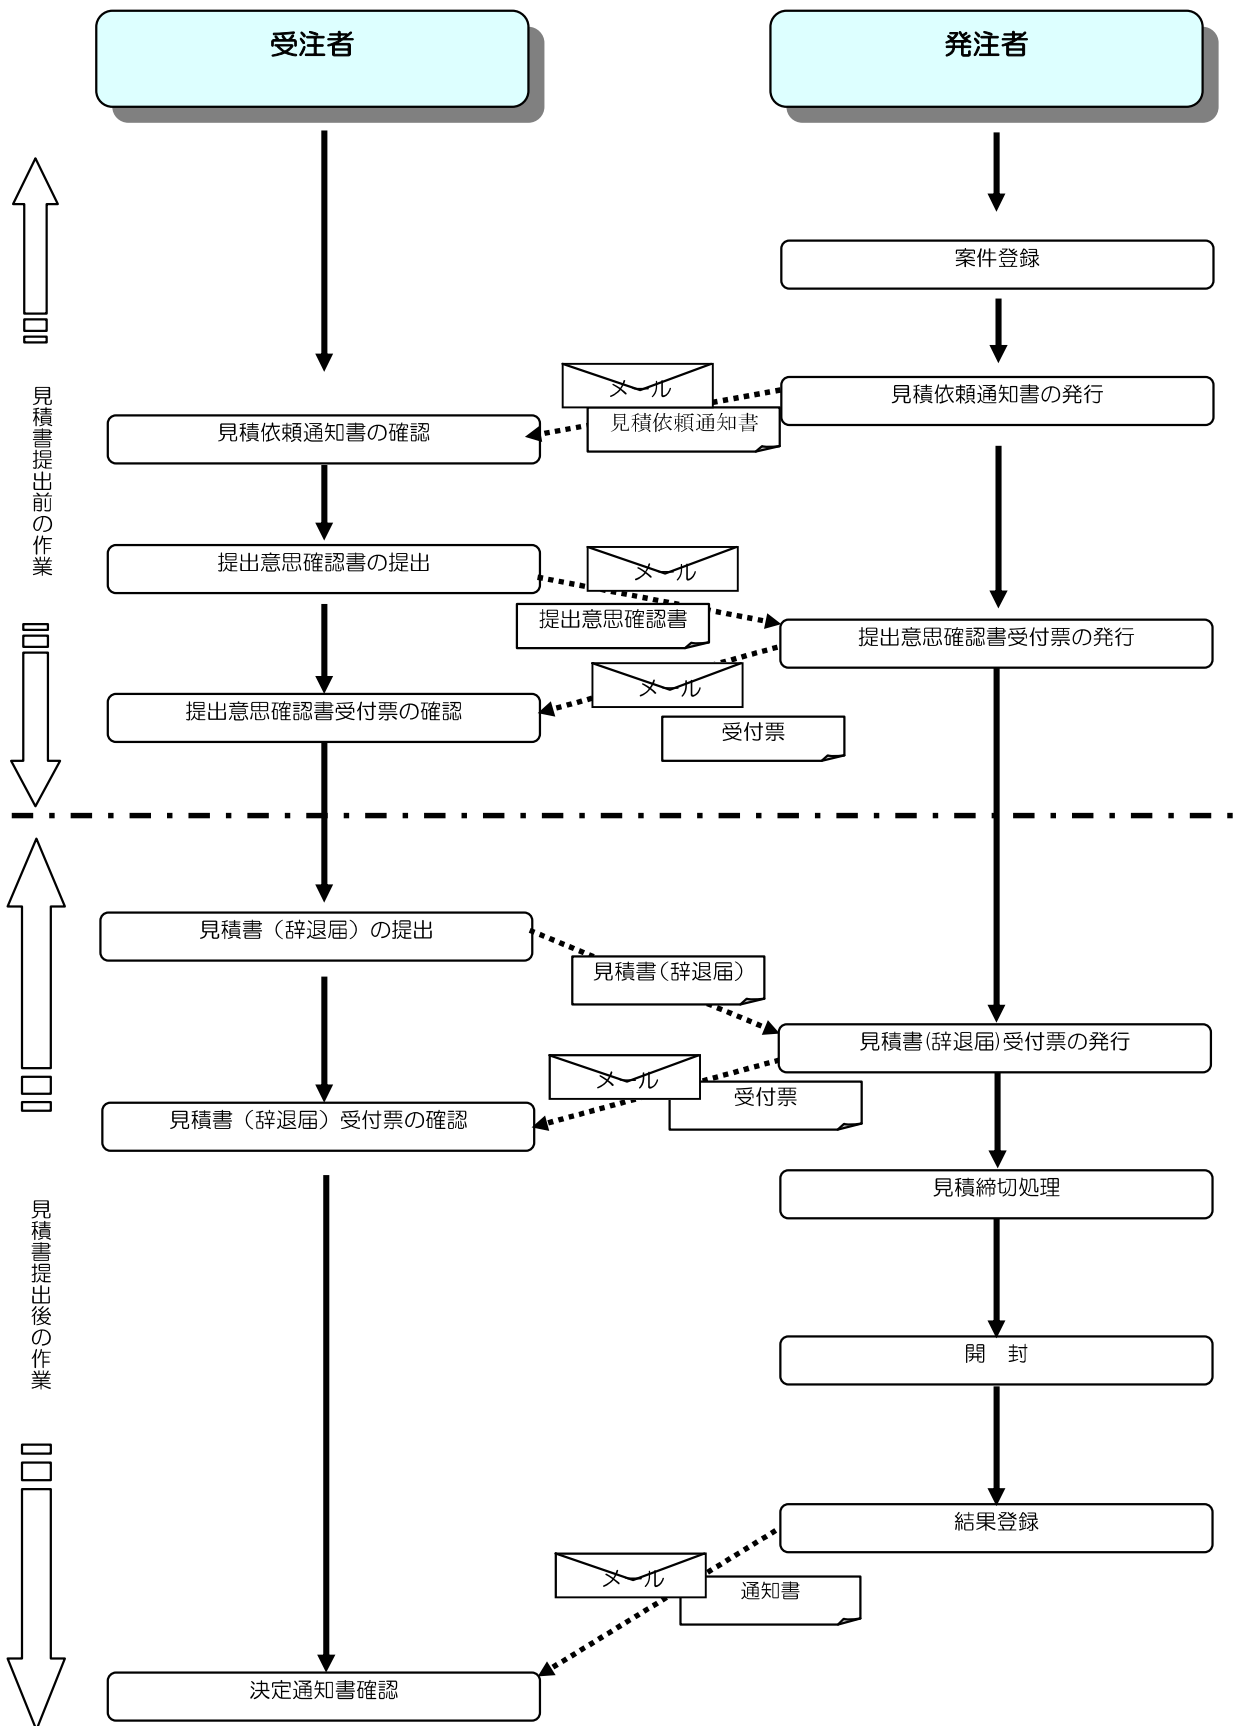 受注者
発注者
案件登録
見積依頼通知書の発行
メール
見積依頼通知書
見積依頼通知書の確認
見積書提出前の作業
提出意思確認書の提出
メール
提出意思確認書
提出意思確認書受付票の発行
メール
提出意思確認書受付票の確認
受付票
見積書（辞退届）の提出
見積書（辞退届）
見積書(辞退届)受付票の発行
メール
受付票
見積書（辞退届）受付票の確認
見積締切処理
見積書提出後の作業
開　封
結果登録
メール
通知書
決定通知書確認